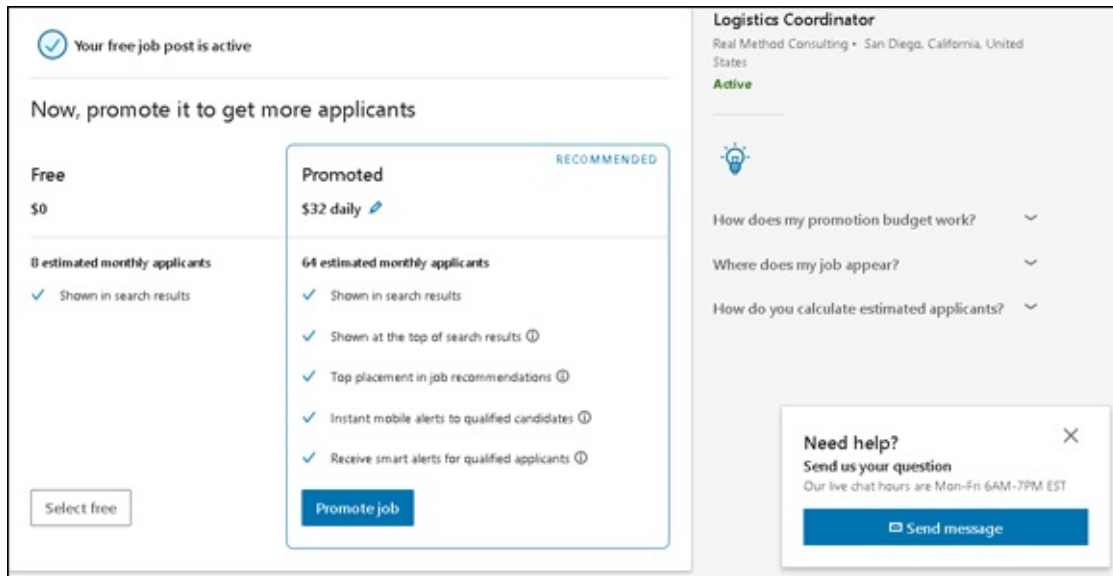 Your free job post is active
Now, promote it to get more applicants
Free
$0
8 estimated monthly applicants
Shown in search results
Select free
RECOMMENDED
Promoted
$32 daily
64 estimated monthly applicants
Shown in search results
Shown at the top of search results
Top placement in job recommendations
Instant mobile alerts to qualified candidates
Receive smart alerts for qualified applicants
Promote job
Logistics Coordinator
Real Method Consulting • San Diego, California, United
States
Active
How does my promotion budget work?
Where does my job appear?
How do you calculate estimated applicants?
Need help?
Send us your question
Our live chat hours are Mon-Fri 6AM-7PM EST
Send message